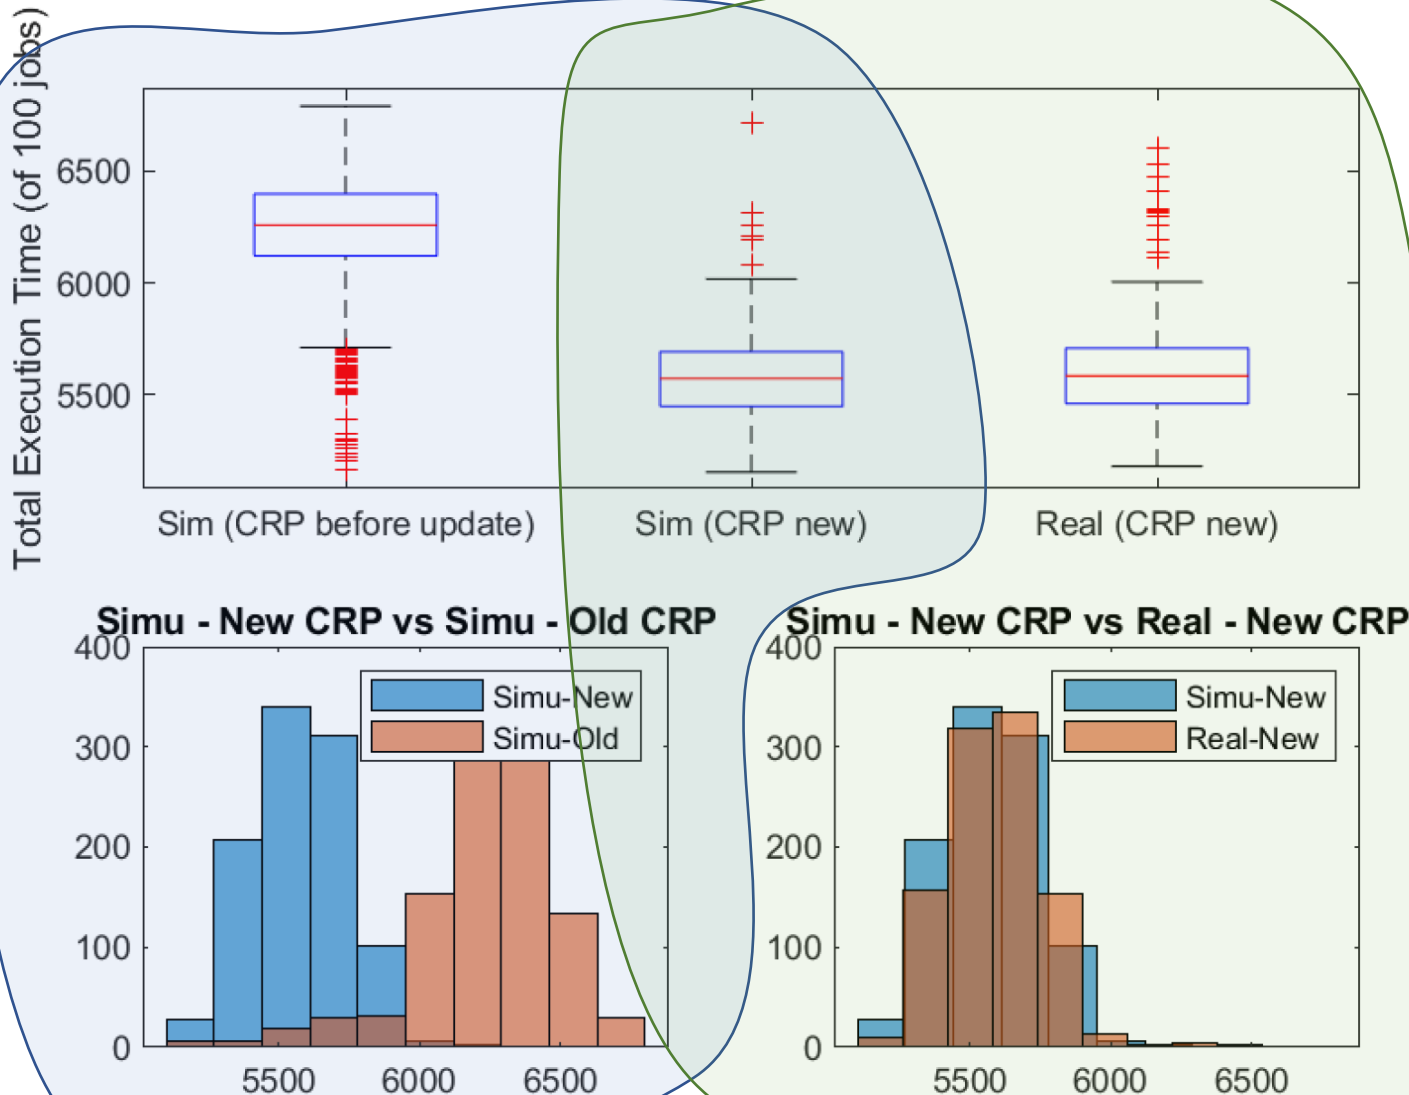 Total Execution Time (of 100 jobs)
6500
6000
5500
Sim (CRP before update)
Sim (CRP new)
Real (CRP new)
Simu - New CRP vs Simu - Old CRP
400
300
200
100
0
Simu-New
Simu-Old
5500
6000
6500
Simu - New CRP vs Real - New CRP
400
300
200
100
0
Simu-New
Real-New
5500
6000
6500